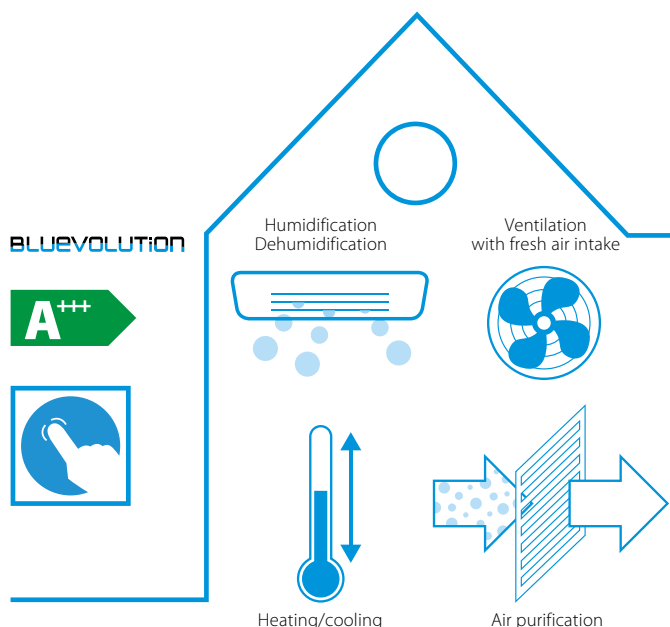 Humidification
Dehumidification
Ventilation
with fresh air intake
BLUEVOLUTION
A+++
Heating/cooling
Air purification